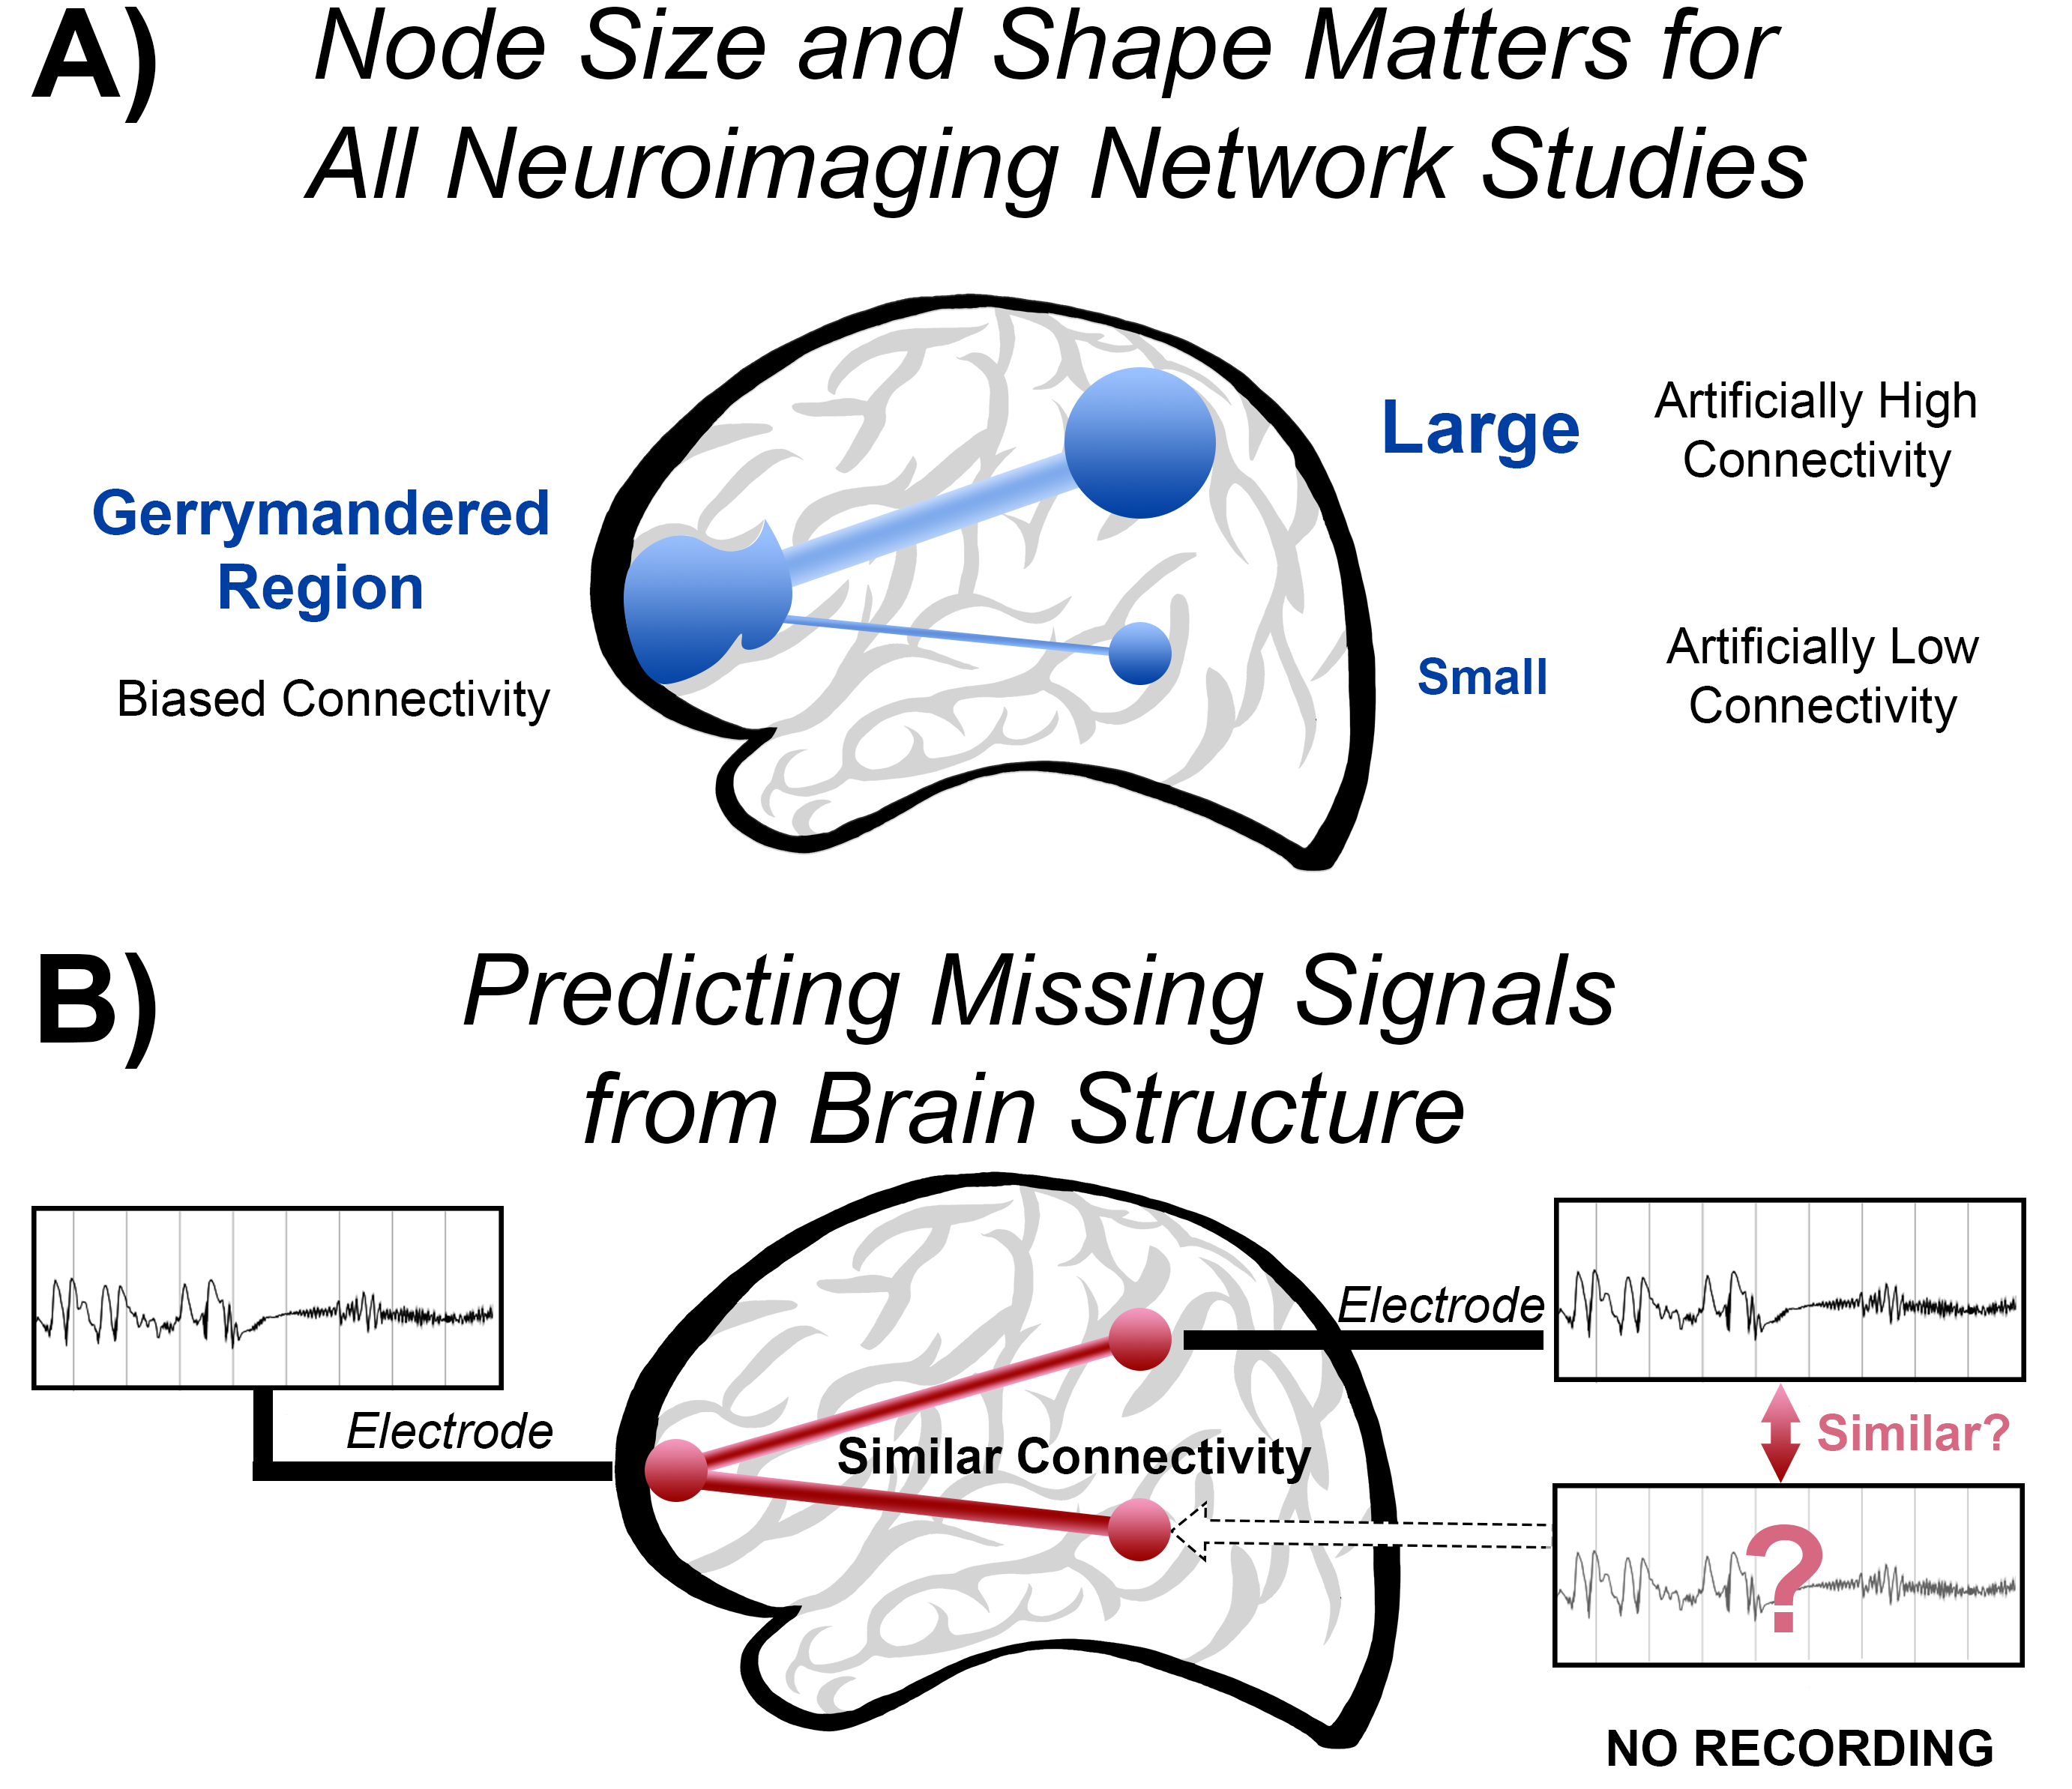 A)
Node Size and Shape Matters for
All Neuroimaging Network Studies
Large
Artificially High
Connectivity
Gerrymandered
Region
Biased Connectivity
Small
Artificially Low
Connectivity
B)
Predicting Missing Signals
from Brain Structure
Electrode
Electrode
Similar Connectivity
Similar?
?
NO RECORDING